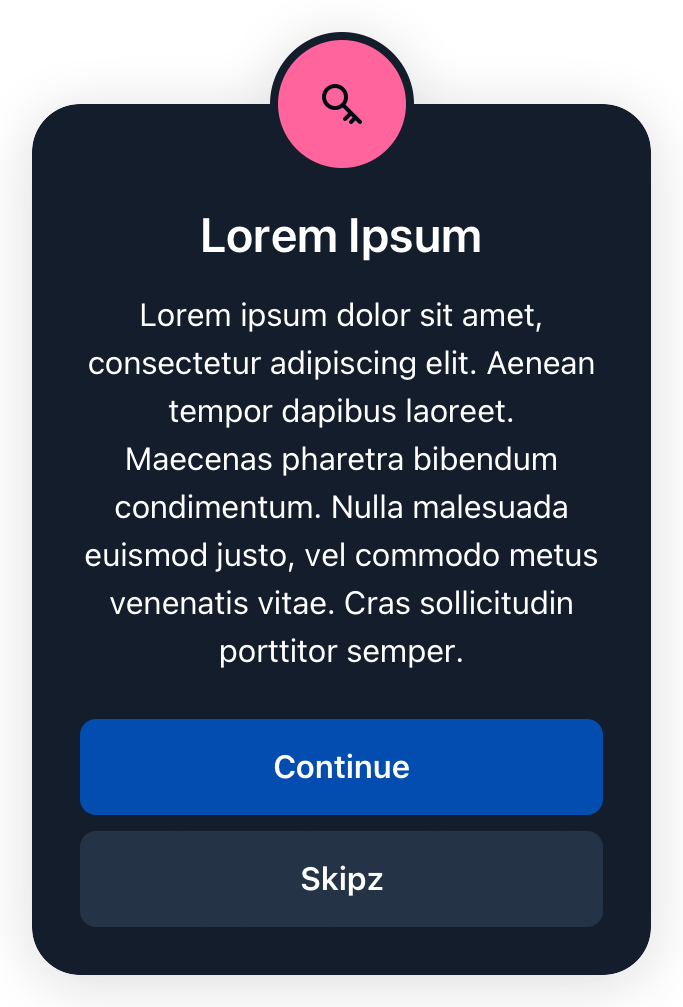 Lorem Ipsum
Lorem ipsum dolor sit amet,
consectetur adipiscing elit. Aenean
tempor dapibus laoreet.
Maecenas pharetra bibendum
condimentum. Nulla malesuada
euismod justo, vel commodo metus
venenatis vitae. Cras sollicitudin
porttitor semper.
Continue
Skipz